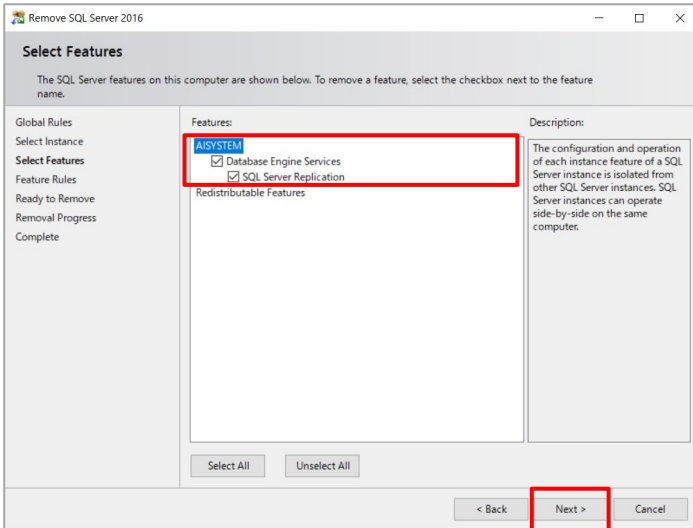 Remove SQL Server 2016
Select Features
The SQL Server features on this computer are shown below. To remove a feature, select the checkbox next to the feature
name.
Global Rules
Select Instance
Select Features
Feature Rules
Ready to Remove
Removal Progress
Complete
Features:
AISYSTEM
Database Engine Services
SQL Server Replication
Redistributable Features
Description:
The configuration and operation
of each instance feature of a SQL
Server instance is isolated from
other SQL Server instances. SQL
Server instances can operate
side-by-side on the same
computer.
Select All
Unselect All
< Back
Next >
Cancel